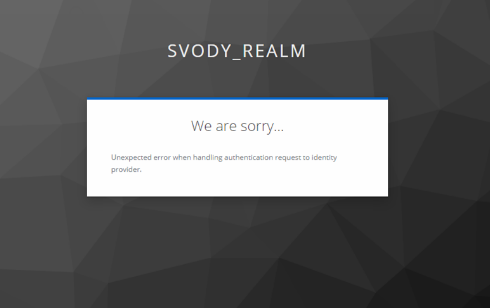 SVODY_REALM
We are sorry...
Unexpected error when handling authentication request to identity
provider.